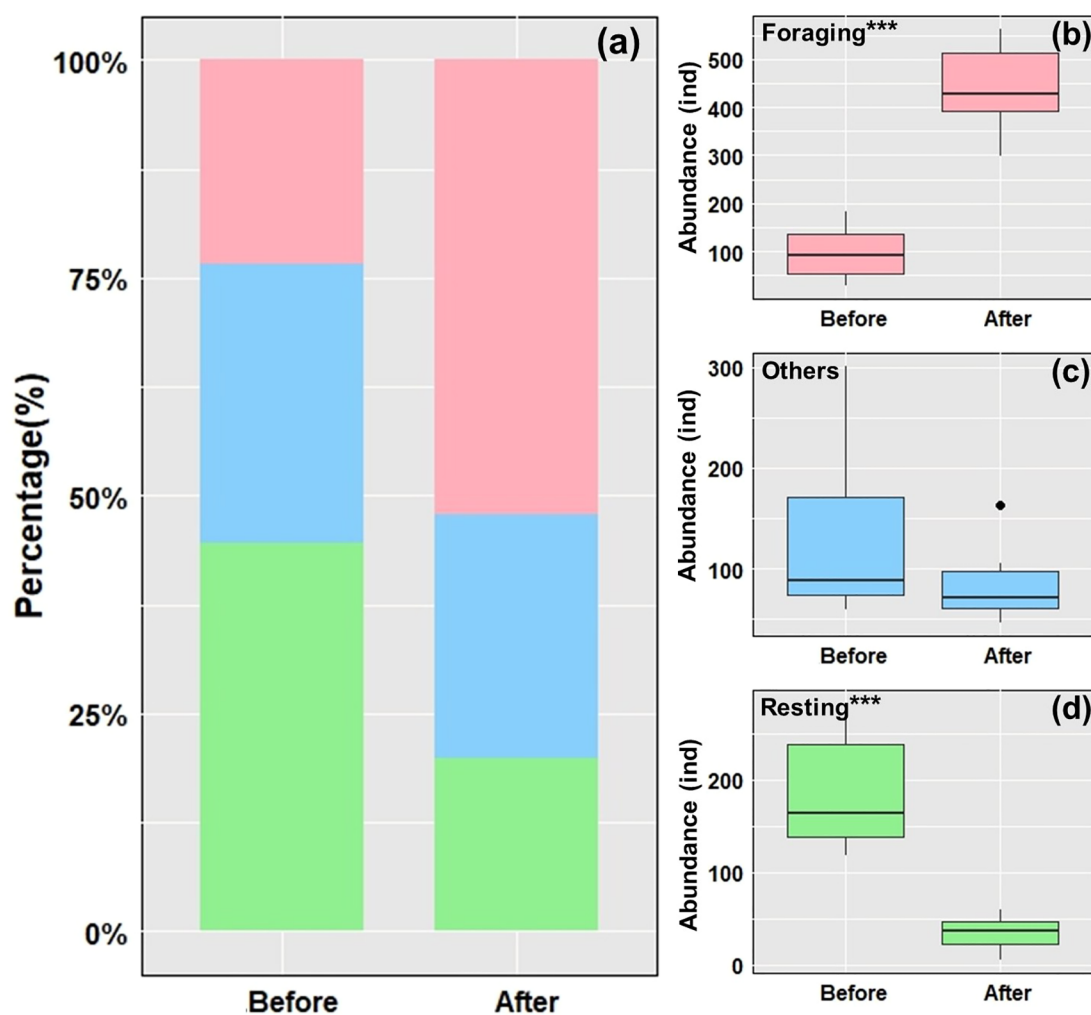 (a)
100%
75%
50%
25%
0%
Percentage(%)
Before
After
Foraging***
(b)
500
400
300
200
100
Abundance (ind)
Before
After
Others
(c)
300
200
100
Abundance (ind)
Before
After
Resting***
(d)
200
100
0
Abundance (ind)
Before
After